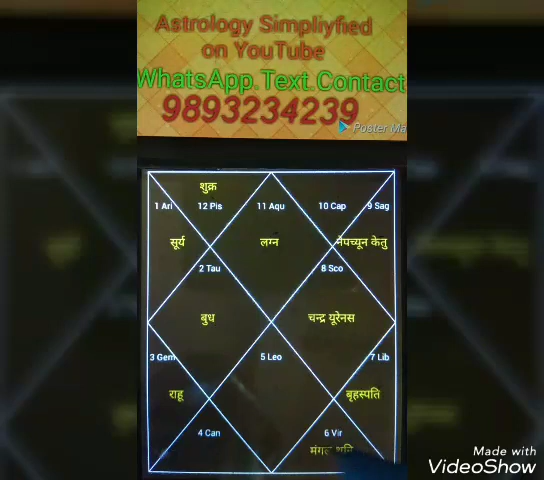 Astrology Simpliyfied
on YouTube
WhatsApp Text Contact
9893234239
Poster Ma
शुक्र
1 Ari 12 Pis 11 Aqu 10 Cap 9 Sag
सूर्य लग्न नेपच्यून केतु
2 Tau 8 Sco
बुध चन्द्र यूरेनस
3 Gem 5 Leo 7 Lib
राहू बृहस्पति
4 Can 6 Vir
मंगल शनि
Made with
VideoShow